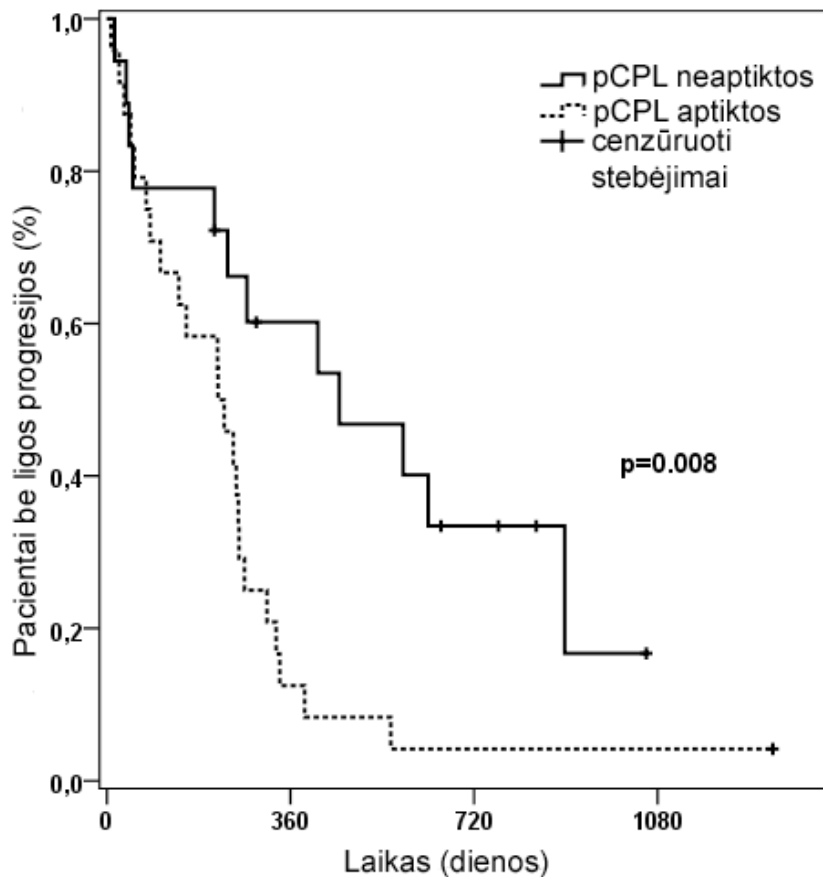 1,0
0,8
0,6
0,4
0,2
0,0
Pacientai be ligos progresijos (%)
pCPL neaptiktos
pCPL aptiktos
cenzūruoti
stebėjimai
p=0.008
0 360 720 1080
Laikas (dienos)